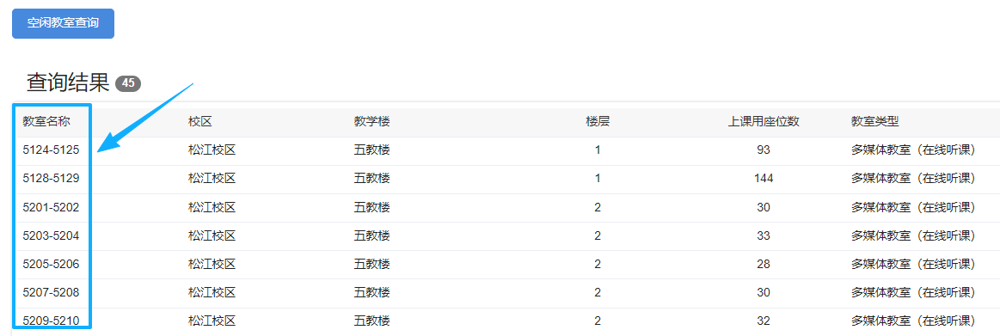 空闲教室查询
查询结果 45
教室名称 校区 教学楼 楼层 上课用座位数 教室类型
5124-5125 松江校区 五教楼 1 93 多媒体教室（在线听课）
5128-5129 松江校区 五教楼 1 144 多媒体教室（在线听课）
5201-5202 松江校区 五教楼 2 30 多媒体教室（在线听课）
5203-5204 松江校区 五教楼 2 33 多媒体教室（在线听课）
5205-5206 松江校区 五教楼 2 28 多媒体教室（在线听课）
5207-5208 松江校区 五教楼 2 30 多媒体教室（在线听课）
5209-5210 松江校区 五教楼 2 32 多媒体教室（在线听课）